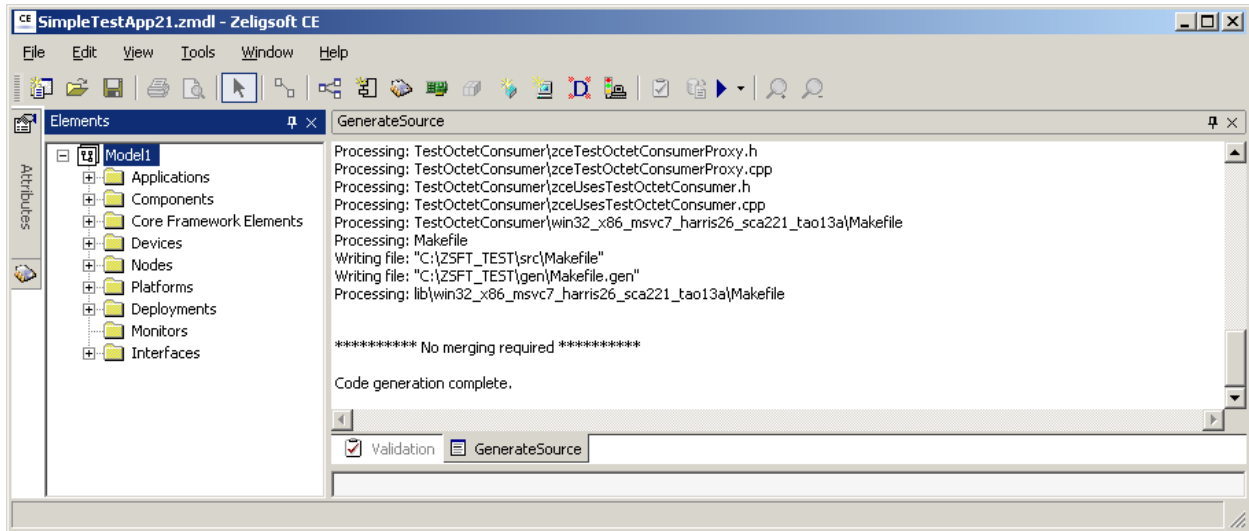 CE SimpleTestApp21.zmdl - Zeligsoft CE
File Edit View Tools Window Help
Elements
GenerateSource
Attributes
Model1
Applications
Components
Core Framework Elements
Devices
Nodes
Platforms
Deployments
Monitors
Interfaces
Processing: TestOctetConsumer\zceTestOctetConsumerProxy.h
Processing: TestOctetConsumer\zceTestOctetConsumerProxy.cpp
Processing: TestOctetConsumer\zceUsesTestOctetConsumer.h
Processing: TestOctetConsumer\zceUsesTestOctetConsumer.cpp
Processing: TestOctetConsumer\win32_x86_msvc7_harris26_sca221_tao13a\Makefile
Processing: Makefile
Writing file: "C:\ZSFT_TEST\src\Makefile"
Writing file: "C:\ZSFT_TEST\gen\Makefile.gen"
Processing: lib\win32_x86_msvc7_harris26_sca221_tao13a\Makefile
********** No merging required **********
Code generation complete.
Validation GenerateSource